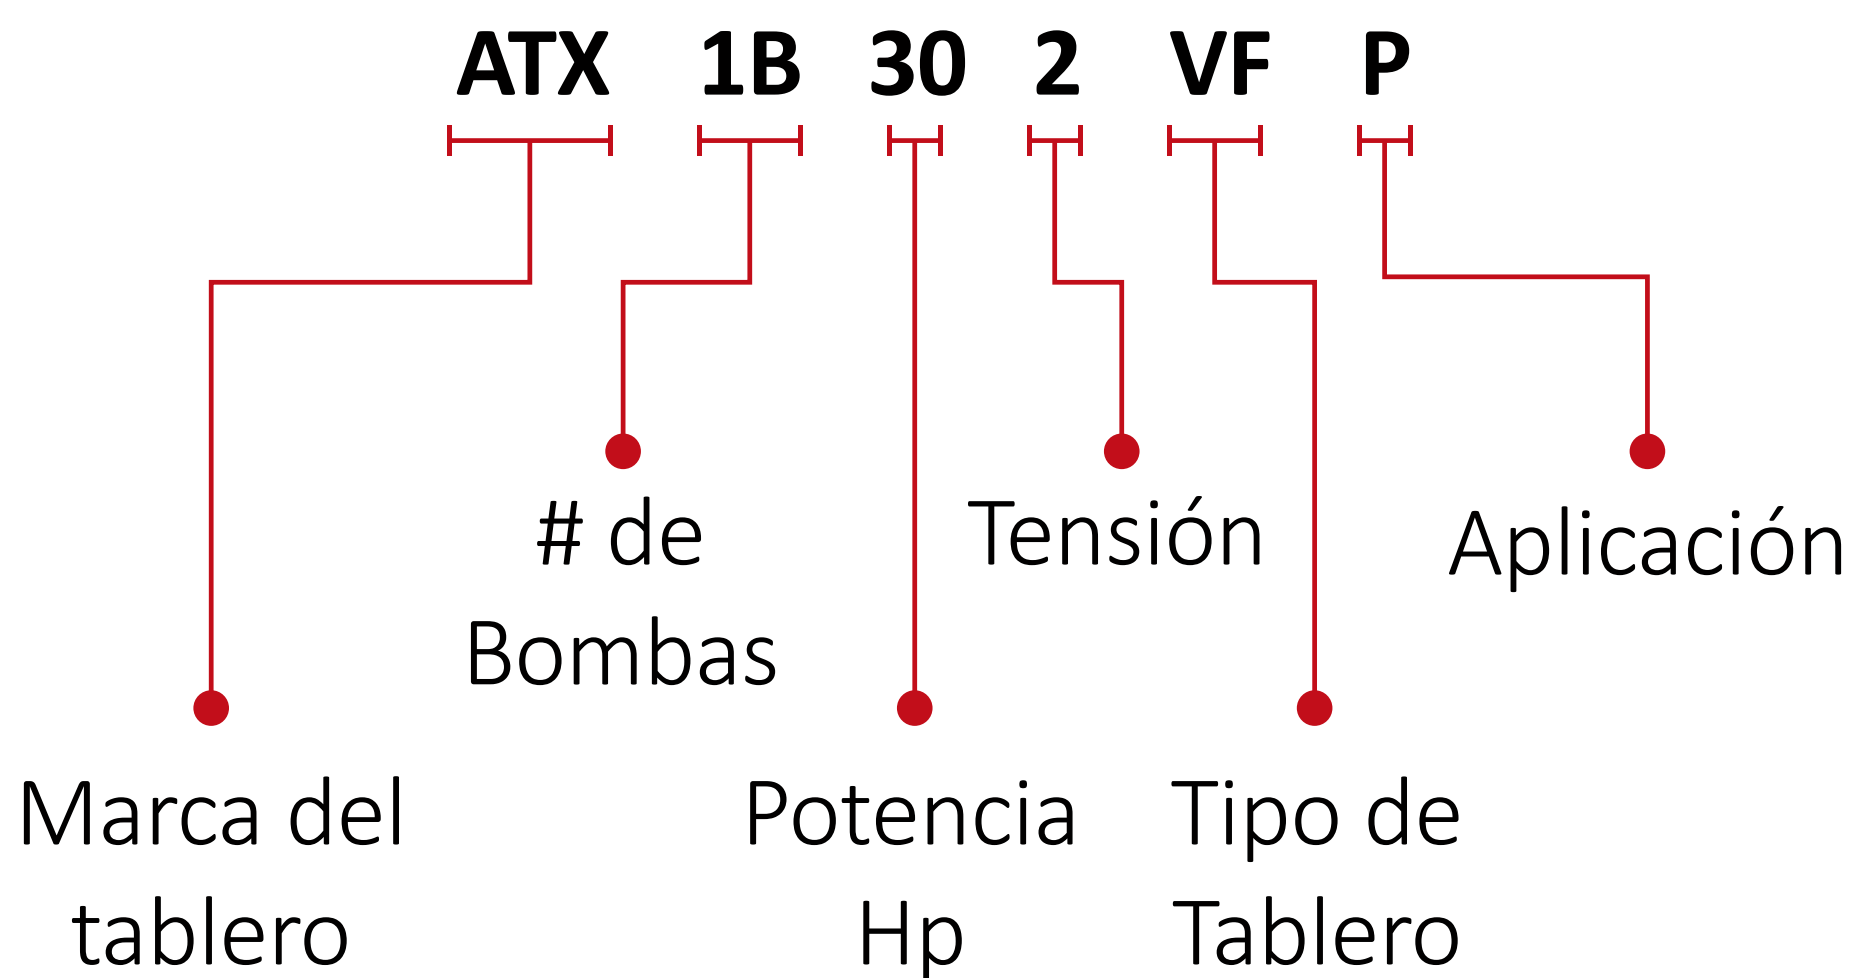 ATX 1B 30 2 VF P
# de
Bombas
Tensión
Aplicación
Marca del
tablero
Potencia
Hp
Tipo de
Tablero